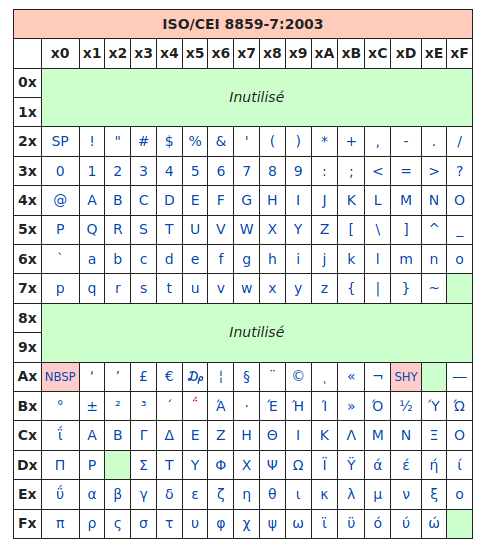 ISO/CEI 8859-7:2003
x0 x1 x2 x3 x4 x5 x6 x7 x8 x9 xA xB xC xD xE xF
0x
Inutilisé
1x
2x SP ! " # $ % & ' ( ) * + , - . /
3x 0 1 2 3 4 5 6 7 8 9 : ; < = > ?
4x @ A B C D E F G H I J K L M N O
5x P Q R S T U V W X Y Z [ \ ] ^ _
6x ` a b c d e f g h i j k l m n o
7x p q r s t u v w x y z { | } ~
8x
Inutilisé
9x
Ax NBSP ‘ ’ £ € ₯ ¦ § ¨ © ͺ « ¬ SHY ―
Bx ° ± ² ³ ΄ ΅ Ά · Έ Ή Ί » Ό ½ Ύ Ώ
Cx ΐ Α Β Γ Δ Ε Ζ Η Θ Ι Κ Λ Μ Ν Ξ Ο
Dx Π Ρ Σ Τ Υ Φ Χ Ψ Ω Ϊ Ϋ ά έ ή ί
Ex ΰ α β γ δ ε ζ η θ ι κ λ μ ν ξ ο
Fx π ρ ς σ τ υ φ χ ψ ω ϊ ϋ ό ύ ώ